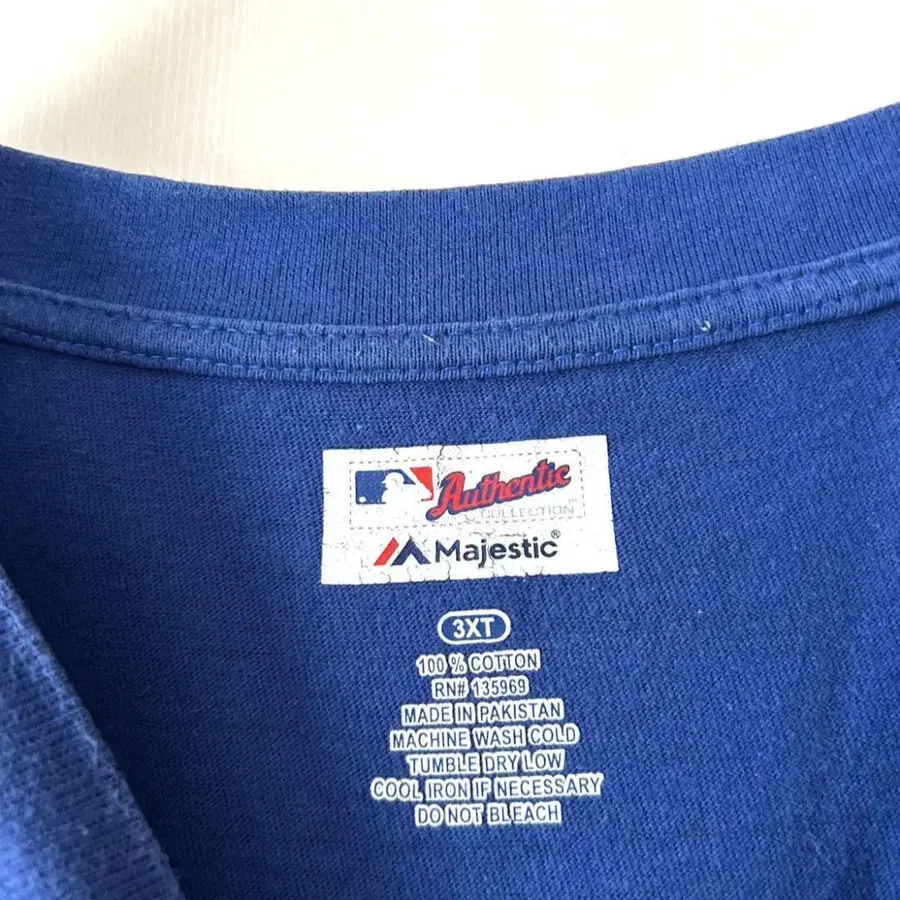 Authentic
COLLECTION™
Majestic®
3XT
100 % COTTON
RN# 135969
MADE IN PAKISTAN
MACHINE WASH COLD
TUMBLE DRY LOW
COOL IRON IF NECESSARY
DO NOT BLEACH